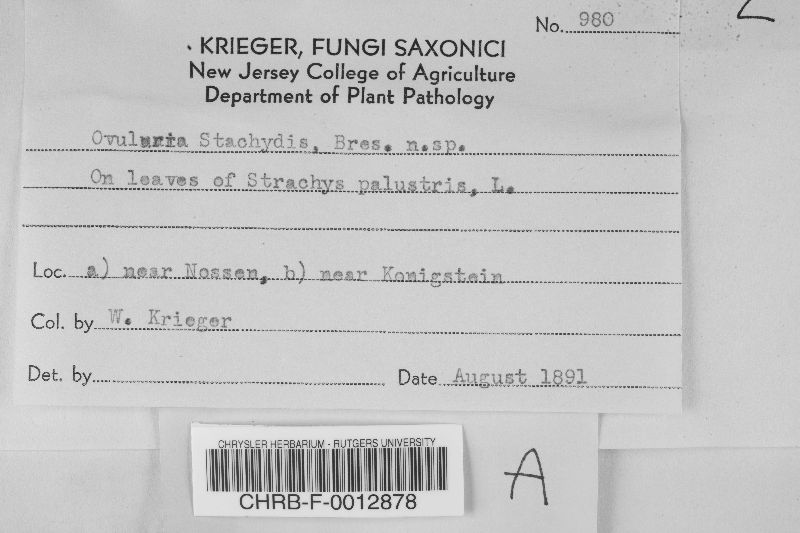 No. 980
KRIEGER, FUNGI SAXONICI
New Jersey College of Agriculture
Department of Plant Pathology
Ovularia Stachydis, Bres. n.sp.
On leaves of Strachys palustris, L.
Loc. a) near Nossen, b) near Konigstein
Col. by W. Krieger
Det. by
Date August 1891
CHRYSLER HERBARIUM - RUTGERS UNIVERSITY
CHRB-F-0012878
A